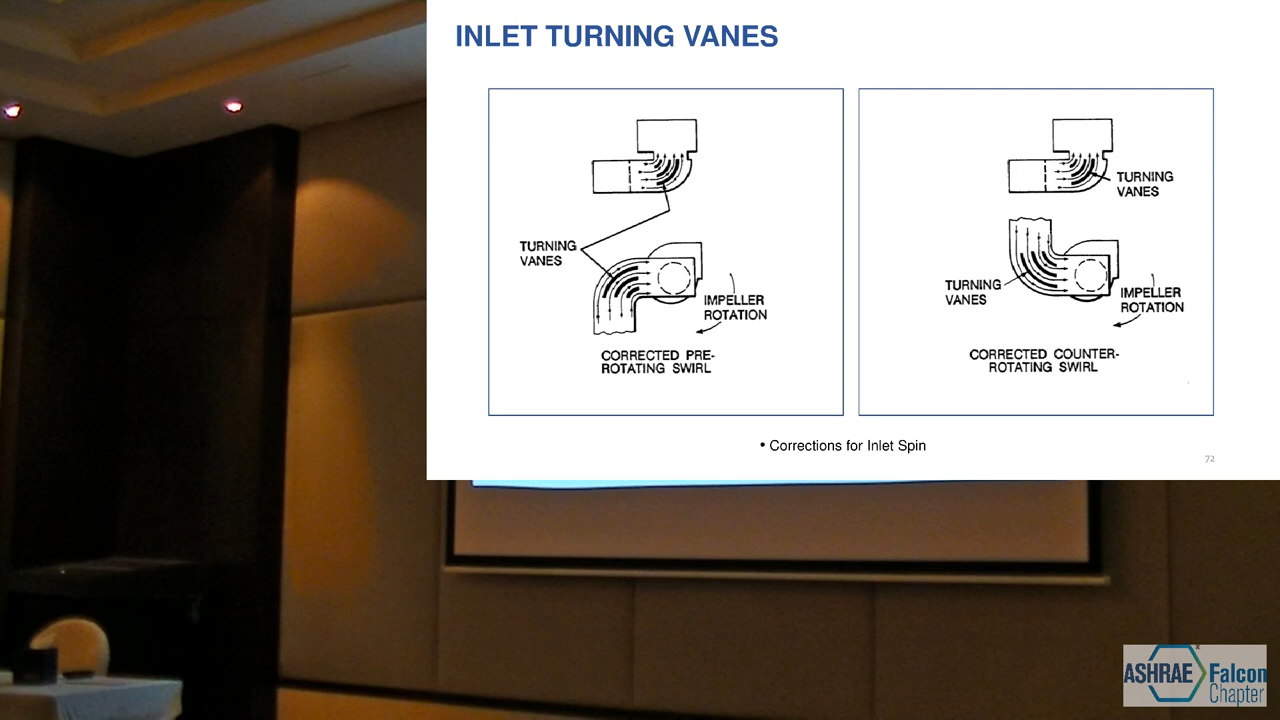 INLET TURNING VANES
TURNING
VANES
IMPELLER
ROTATION
CORRECTED PRE-
ROTATING SWIRL
TURNING
VANES
TURNING
VANES
IMPELLER
ROTATION
CORRECTED COUNTER-
ROTATING SWIRL
• Corrections for Inlet Spin
72
ASHRAE Falcon
Chapter